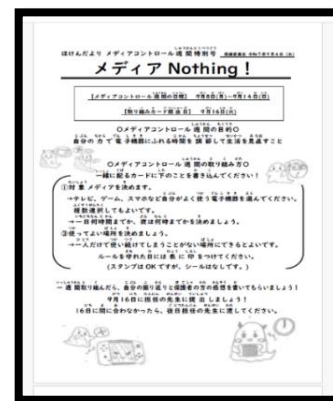 ほけんだより メディアコントロール週間特別号
メディア Nothing！
【メディアコントロール週間の日程】 9月8日(月)～9月14日(日)
【取り組みカード提出日】 9月16日(火)
〇メディアコントロール週間の目的〇
自分の力で電子機器にふれる時間を調節して生活を見直すこと
〇メディアコントロール週間の取り組み方〇
一緒に配るカードに下のことを書き込んでください！
①対象メディアを決めます。
→テレビ、ゲーム、スマホなど自分がよく使う電子機器を選んでください。
複数選択してもよいです。
→一日何時間までか、夜は何時までかを決めましょう。
③使ってよい場所を決めましょう。
→一人だけで使い続けてしまうことがない場所にできるとよいです。
ルールを守れた日には表に印をつけてください。
(スタンプはOKですが、シールはなしです。)
一週間取り組んだら、自分の振り返りと保護者の方の感想を書いてもらいましょう！
9月16日に担任の先生に提出しましょう！
16日に間に合わなかったら、後日担任の先生に渡してください。